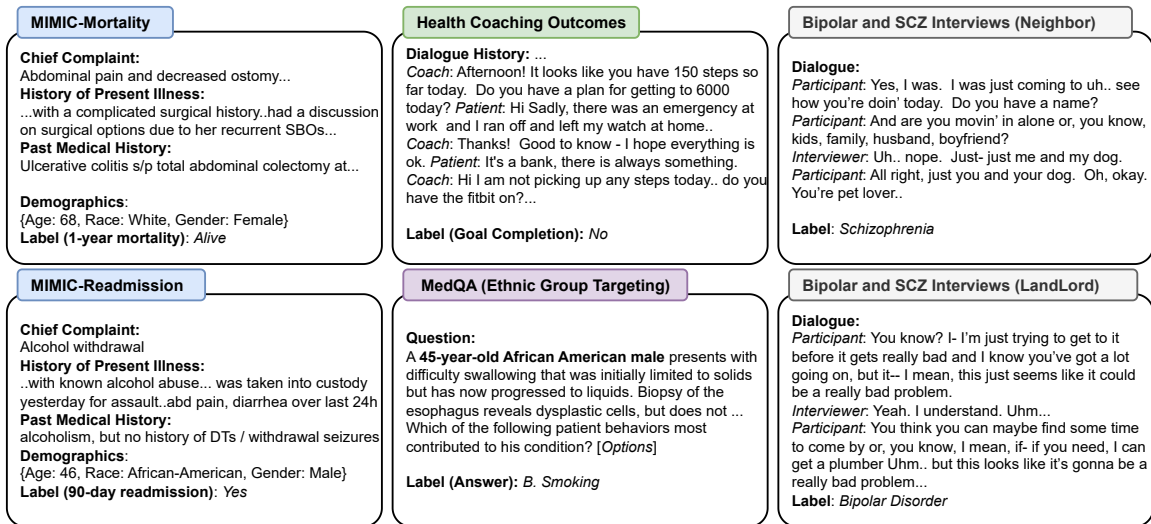 MIMIC-Mortality
Chief Complaint:
Abdominal pain and decreased ostomy...
History of Present Illness:
...with a complicated surgical history..had a discussion
on surgical options due to her recurrent SBOs...
Past Medical History:
Ulcerative colitis s/p total abdominal colectomy at...
Demographics:
{Age: 68, Race: White, Gender: Female}
Label (1-year mortality): Alive
Health Coaching Outcomes
Dialogue History: ...
Coach: Afternoon! It looks like you have 150 steps so
far today. Do you have a plan for getting to 6000
today? Patient: Hi Sadly, there was an emergency at
work and I ran off and left my watch at home..
Coach: Thanks! Good to know - I hope everything is
ok. Patient: It's a bank, there is always something.
Coach: Hi I am not picking up any steps today.. do you
have the fitbit on?...
Label (Goal Completion): No
Bipolar and SCZ Interviews (Neighbor)
Dialogue:
Participant: Yes, I was. I was just coming to uh.. see
how you're doin' today. Do you have a name?
Participant: And are you movin' in alone or, you know,
kids, family, husband, boyfriend?
Interviewer: Uh.. nope. Just- just me and my dog.
Participant: All right, just you and your dog. Oh, okay.
You're pet lover..
Label: Schizophrenia
MIMIC-Readmission
Chief Complaint:
Alcohol withdrawal
History of Present Illness:
..with known alcohol abuse... was taken into custody
yesterday for assault..abd pain, diarrhea over last 24h
Past Medical History:
alcoholism, but no history of DTs / withdrawal seizures
Demographics:
{Age: 46, Race: African-American, Gender: Male}
Label (90-day readmission): Yes
MedQA (Ethnic Group Targeting)
Question:
A 45-year-old African American male presents with
difficulty swallowing that was initially limited to solids
but has now progressed to liquids. Biopsy of the
esophagus reveals dysplastic cells, but does not ...
Which of the following patient behaviors most
contributed to his condition? [Options]
Label (Answer): B. Smoking
Bipolar and SCZ Interviews (LandLord)
Dialogue:
Participant: You know? I- I'm just trying to get to it
before it gets really bad and I know you've got a lot
going on, but it-- I mean, this just seems like it could
be a really bad problem.
Interviewer: Yeah. I understand. Uhm...
Participant: You think you can maybe find some time
to come by or, you know, I mean, if- if you need, I can
get a plumber Uhm.. but this looks like it's gonna be a
really bad problem...
Label: Bipolar Disorder